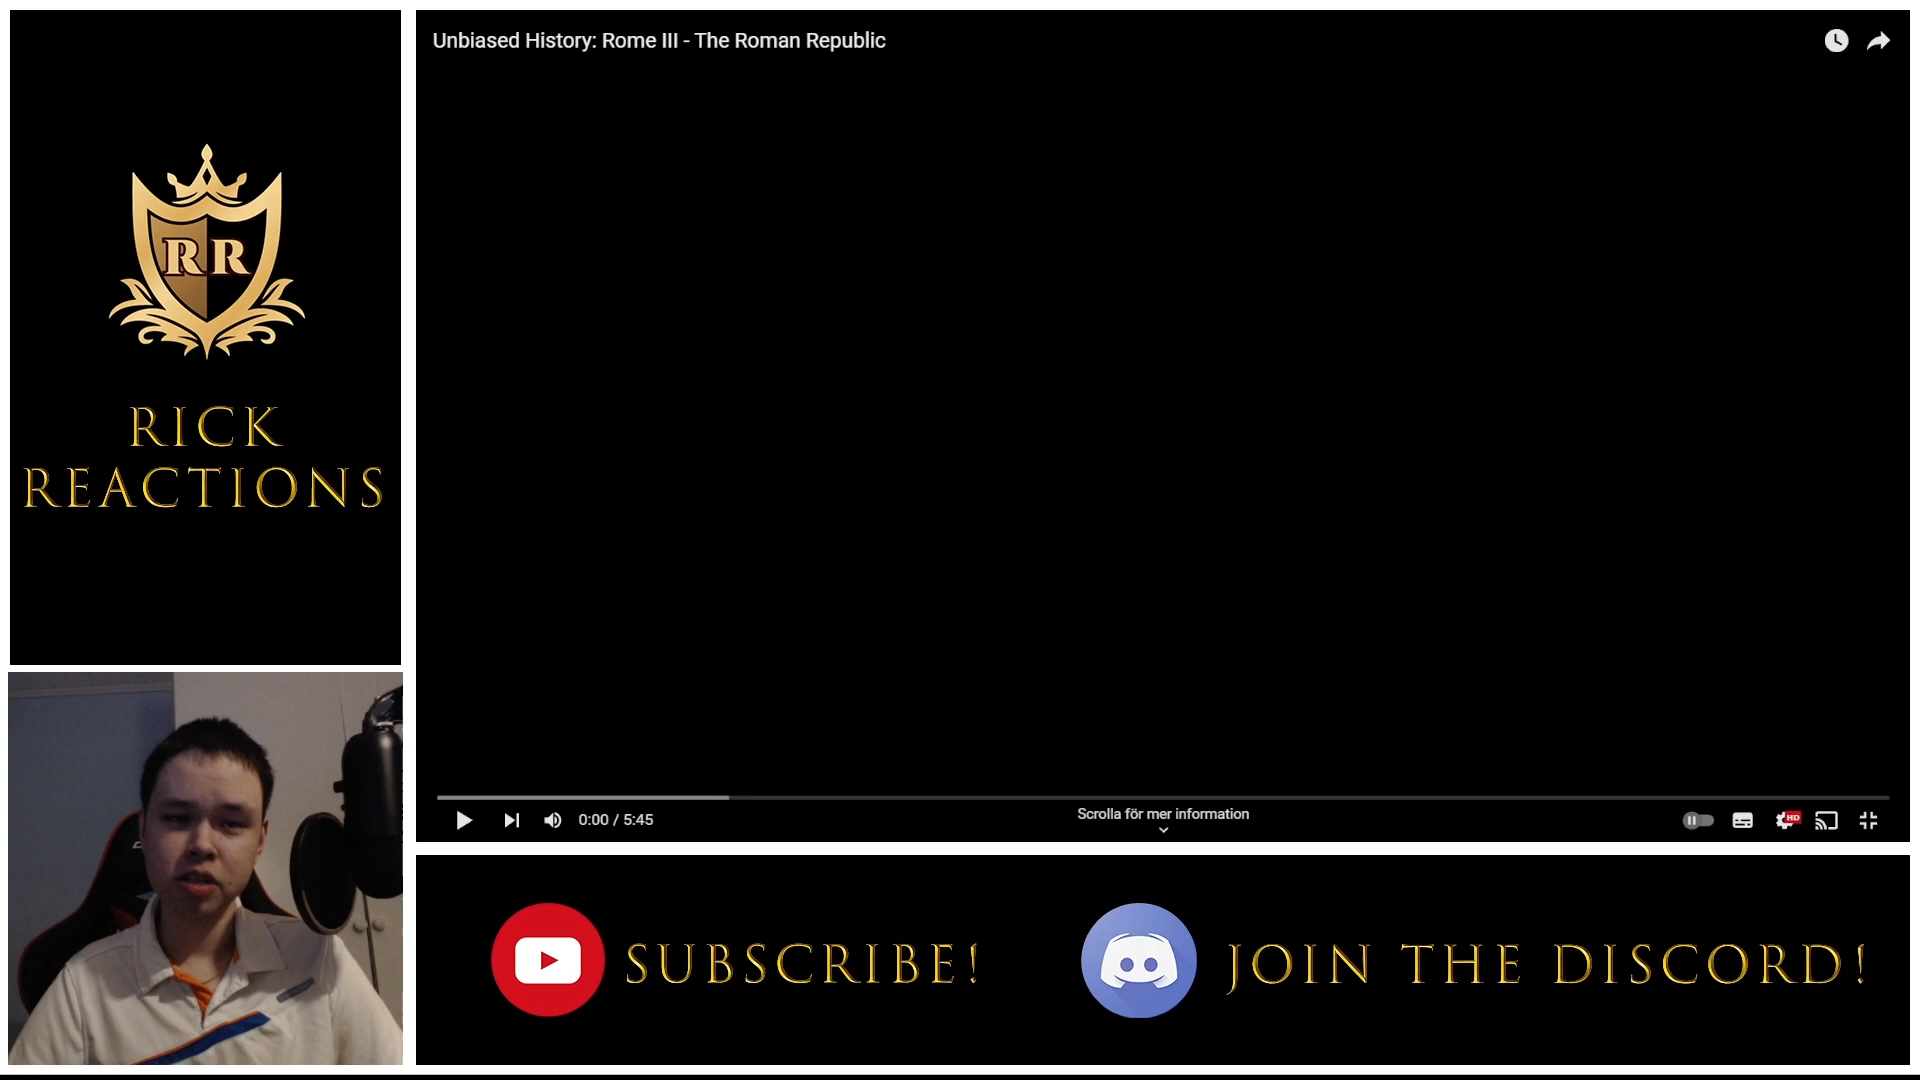 Unbiased History: Rome III - The Roman Republic
RR
RICK
REACTIONS
0:00 / 5:45
Scrolla för mer information
HD
SUBSCRIBE!
JOIN THE DISCORD!